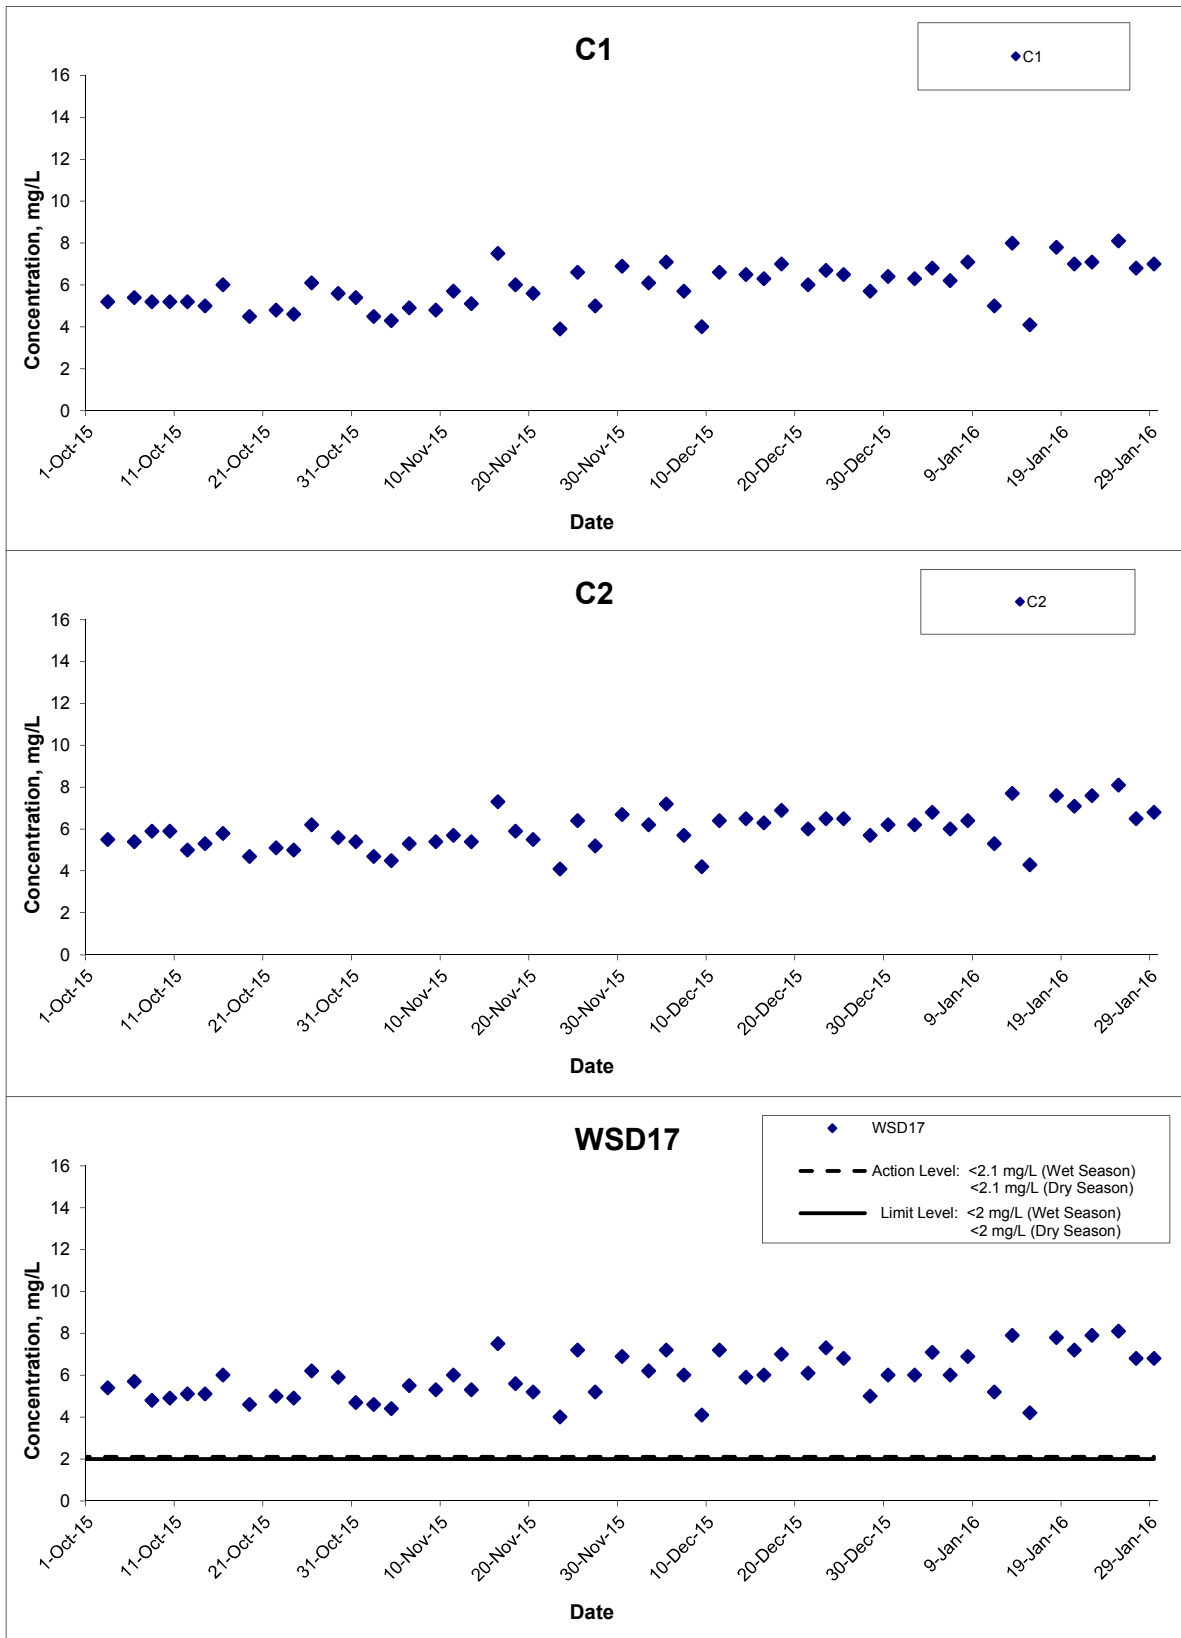 C1
C1
16
14
12
10
8
6
4
2
0
Concentration, mg/L
1-Oct-15
11-Oct-15
21-Oct-15
31-Oct-15
10-Nov-15
20-Nov-15
30-Nov-15
10-Dec-15
20-Dec-15
30-Dec-15
9-Jan-16
19-Jan-16
29-Jan-16
Date
C2
C2
16
14
12
10
8
6
4
2
0
Concentration, mg/L
1-Oct-15
11-Oct-15
21-Oct-15
31-Oct-15
10-Nov-15
20-Nov-15
30-Nov-15
10-Dec-15
20-Dec-15
30-Dec-15
9-Jan-16
19-Jan-16
29-Jan-16
Date
WSD17
WSD17
Action Level: <2.1 mg/L (Wet Season)
<2.1 mg/L (Dry Season)
Limit Level: <2 mg/L (Wet Season)
<2 mg/L (Dry Season)
16
14
12
10
8
6
4
2
0
Concentration, mg/L
1-Oct-15
11-Oct-15
21-Oct-15
31-Oct-15
10-Nov-15
20-Nov-15
30-Nov-15
10-Dec-15
20-Dec-15
30-Dec-15
9-Jan-16
19-Jan-16
29-Jan-16
Date